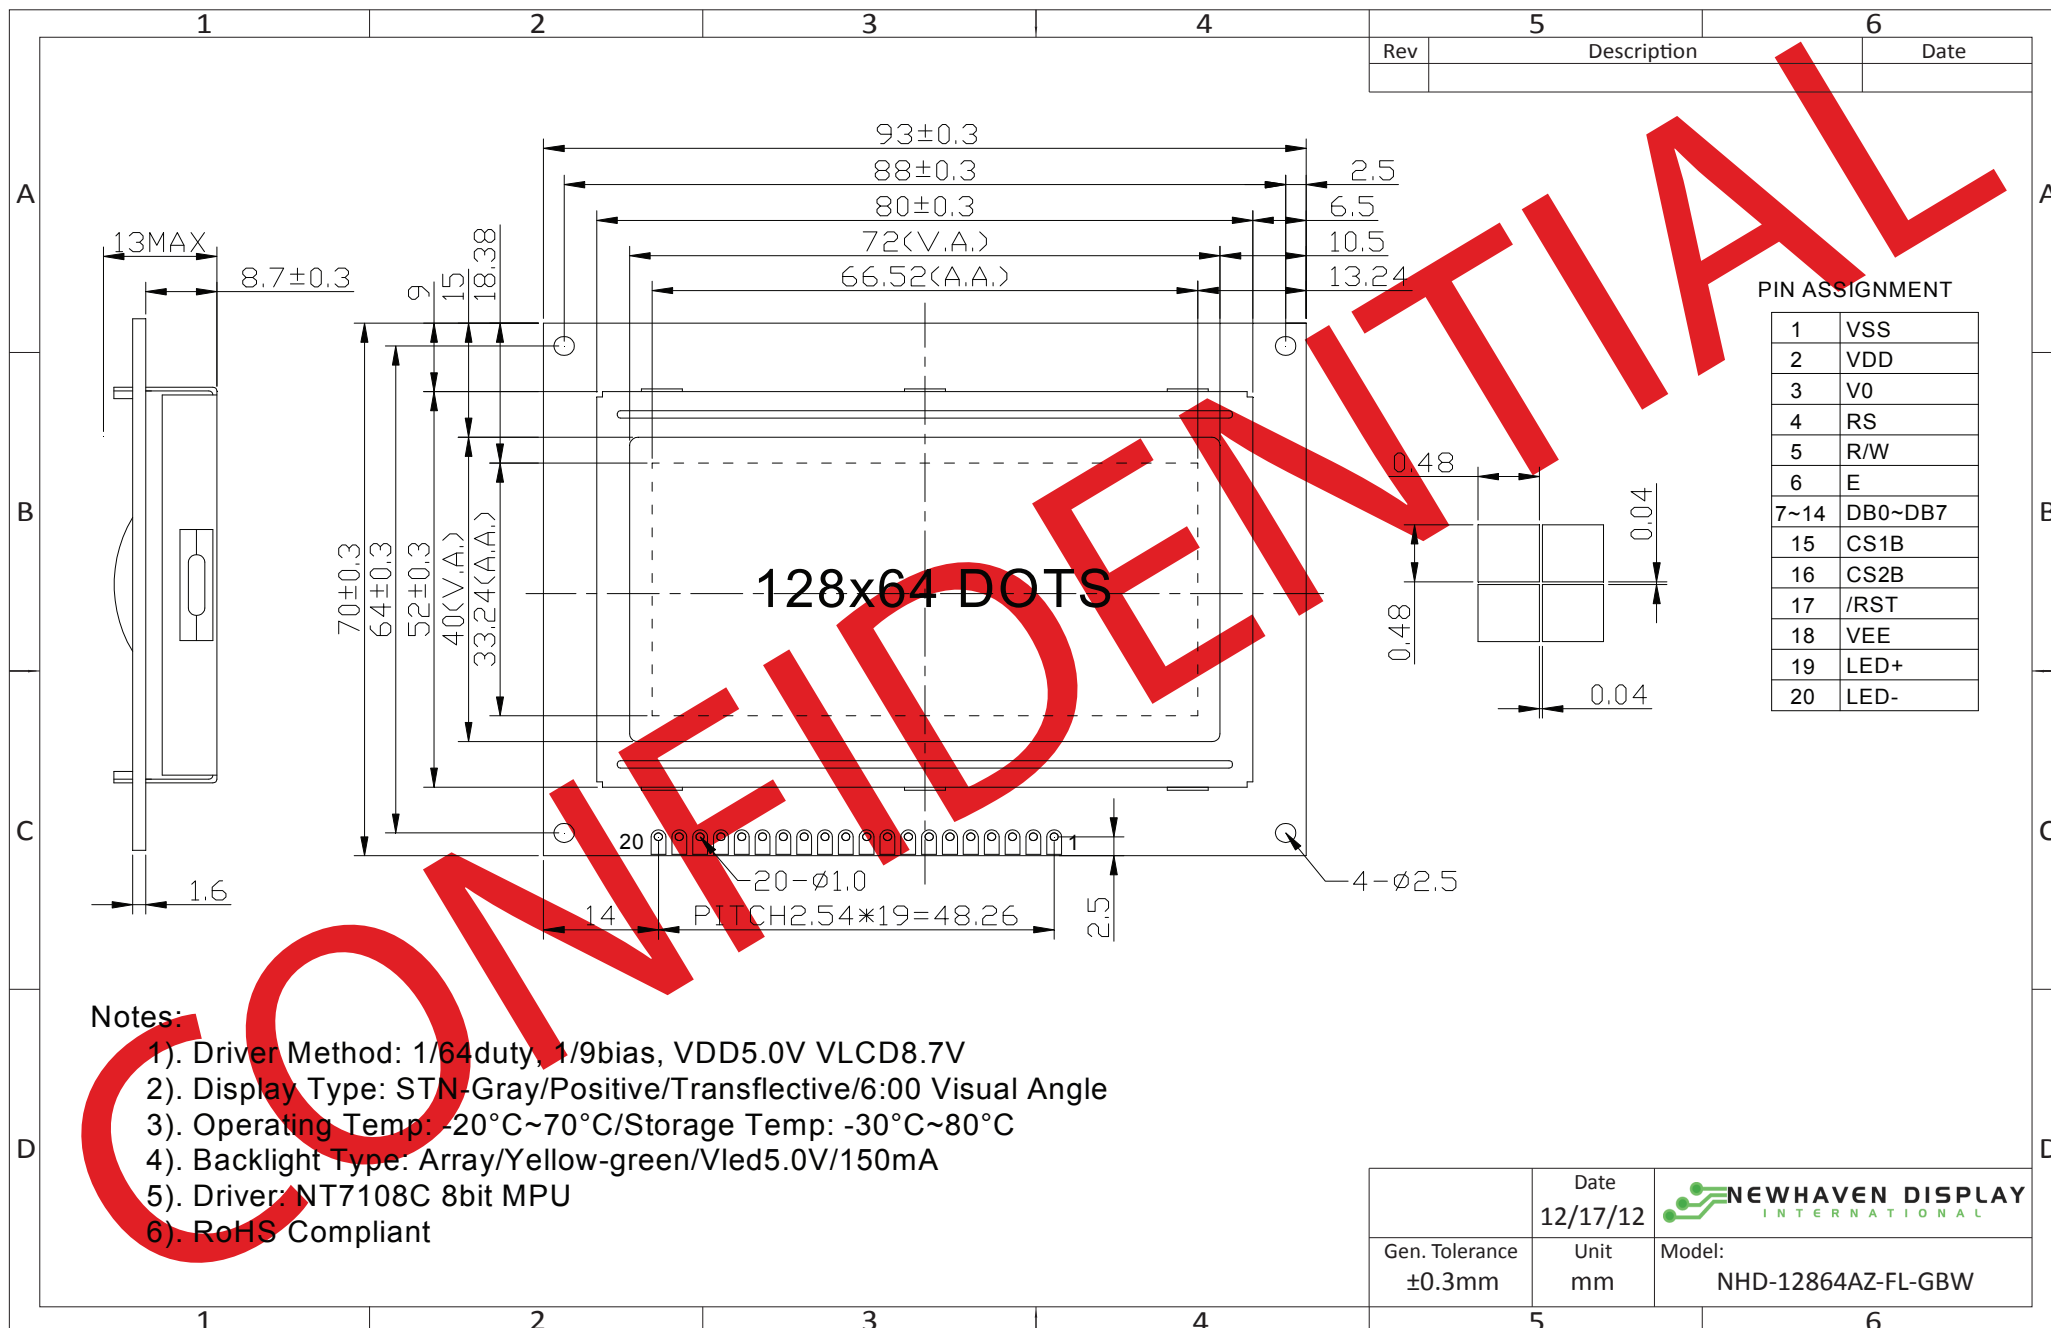 1 2 3 4 5 6
Rev Description Date
A
A
B
B
C
C
D
D
93±0.3
88±0.3
2.5
80±0.3
6.5
72(V.A.)
10.5
66.52(A.A.)
13.24
13MAX
8.7±0.3
9
15
18.38
70±0.3
64±0.3
52±0.3
40(V.A.)
33.24(A.A.)
128x64 DOTS
20
1
20-Ø1.0
4-Ø2.5
14
PITCH2.54*19=48.26
2.5
1.6
0.48
0.48
0.04
0.04
PIN ASSIGNMENT
1 VSS
2 VDD
3 V0
4 RS
5 R/W
6 E
7~14 DB0~DB7
15 CS1B
16 CS2B
17 /RST
18 VEE
19 LED+
20 LED-
CONFIDENTIAL
Notes:
1). Driver Method: 1/64duty, 1/9bias, VDD5.0V VLCD8.7V
2). Display Type: STN-Gray/Positive/Transflective/6:00 Visual Angle
3). Operating Temp: -20°C~70°C/Storage Temp: -30°C~80°C
4). Backlight Type: Array/Yellow-green/Vled5.0V/150mA
5). Driver: NT7108C 8bit MPU
6). RoHS Compliant
Date
12/17/12
NEWHAVEN DISPLAY
INTERNATIONAL
Gen. Tolerance
±0.3mm
Unit
mm
Model:
NHD-12864AZ-FL-GBW
1 2 3 4 5 6